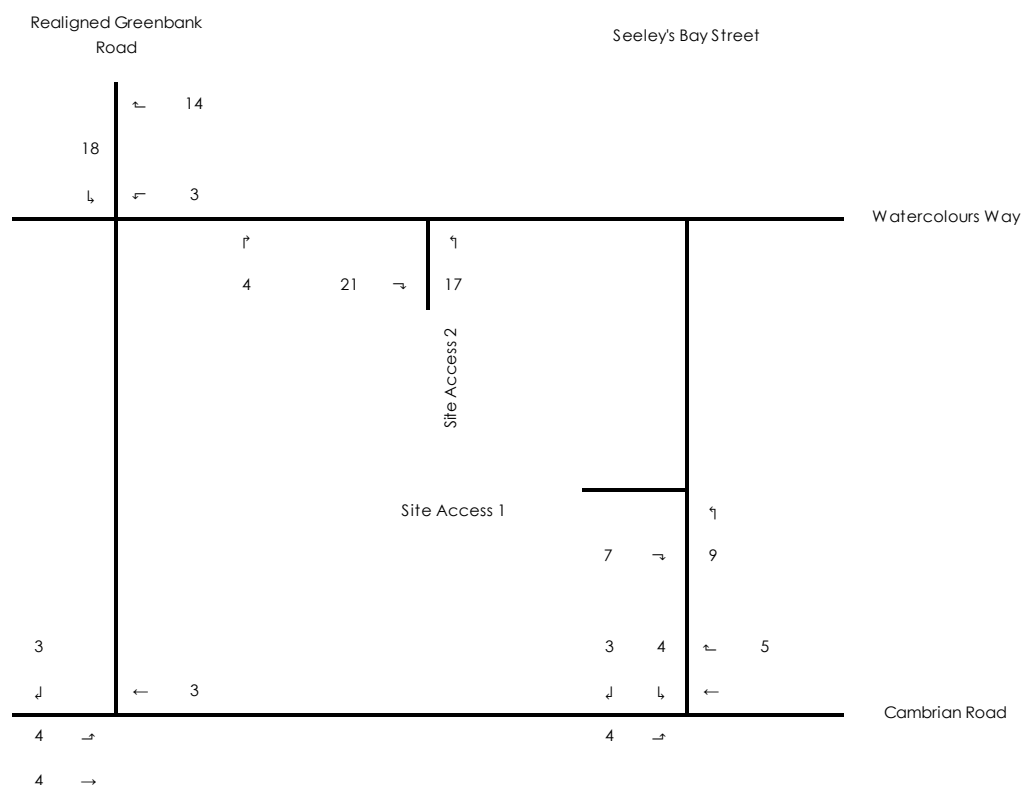 Realigned Greenbank
Road
Seeley's Bay Street
14
18
3
Watercolours Way
4 21 17
Site Access 2
Site Access 1
7 9
3 3 4 5
3
Cambrian Road
4 4
4